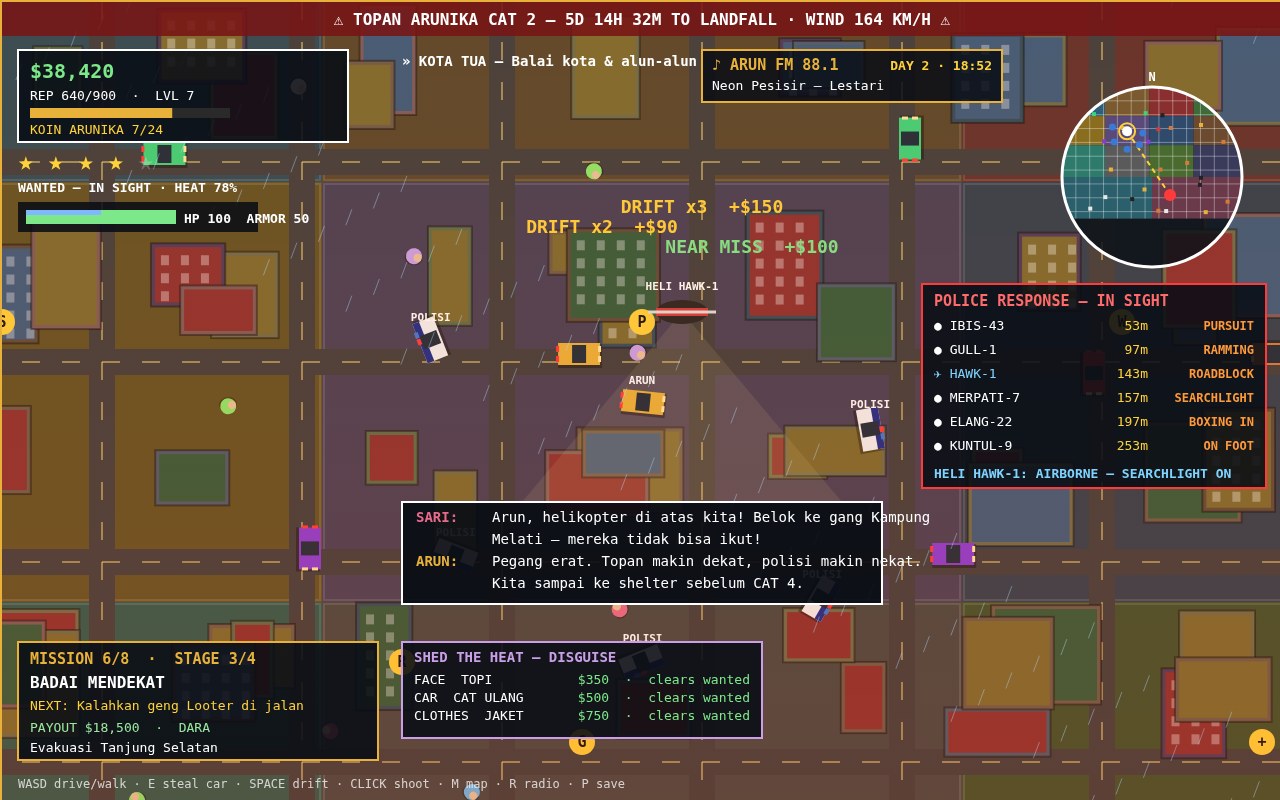 ⚠ TOPAN ARUNIKA CAT 2 — 5D 14H 32M TO LANDFALL · WIND 164 KM/H ⚠
$38,420
REP 640/900 · LVL 7
KOIN ARUNIKA 7/24
» KOTA TUA — Balai kota & alun-alun
♪ ARUN FM 88.1 DAY 2 · 18:52
Neon Pesisir — Lestari
N
★ ★ ★ ★ ★
WANTED — IN SIGHT · HEAT 78%
HP 100 ARMOR 50
DRIFT x3 +$150
DRIFT x2 +$90
NEAR MISS +$100
HELI HAWK-1
POLISI
P
S
ARUN
POLISI
POLICE RESPONSE — IN SIGHT
● IBIS-43 53m PURSUIT
● GULL-1 97m RAMMING
✈ HAWK-1 143m ROADBLOCK
● MERPATI-7 157m SEARCHLIGHT
● ELANG-22 197m BOXING IN
● KUNTUL-9 253m ON FOOT
HELI HAWK-1: AIRBORNE — SEARCHLIGHT ON
POLISI
SARI: Arun, helikopter di atas kita! Belok ke gang Kampung
Melati — mereka tidak bisa ikut!
ARUN: Pegang erat. Topan makin dekat, polisi makin nekat.
Kita sampai ke shelter sebelum CAT 4.
POLISI
POLISI
MISSION 6/8 · STAGE 3/4
BADAI MENDEKAT
NEXT: Kalahkan geng Looter di jalan
PAYOUT $18,500 · DARA
Evakuasi Tanjung Selatan
SHED THE HEAT — DISGUISE
FACE TOPI $350 · clears wanted
CAR CAT ULANG $500 · clears wanted
CLOTHES JAKET $750 · clears wanted
G
+
WASD drive/walk · E steal car · SPACE drift · CLICK shoot · M map · R radio · P save